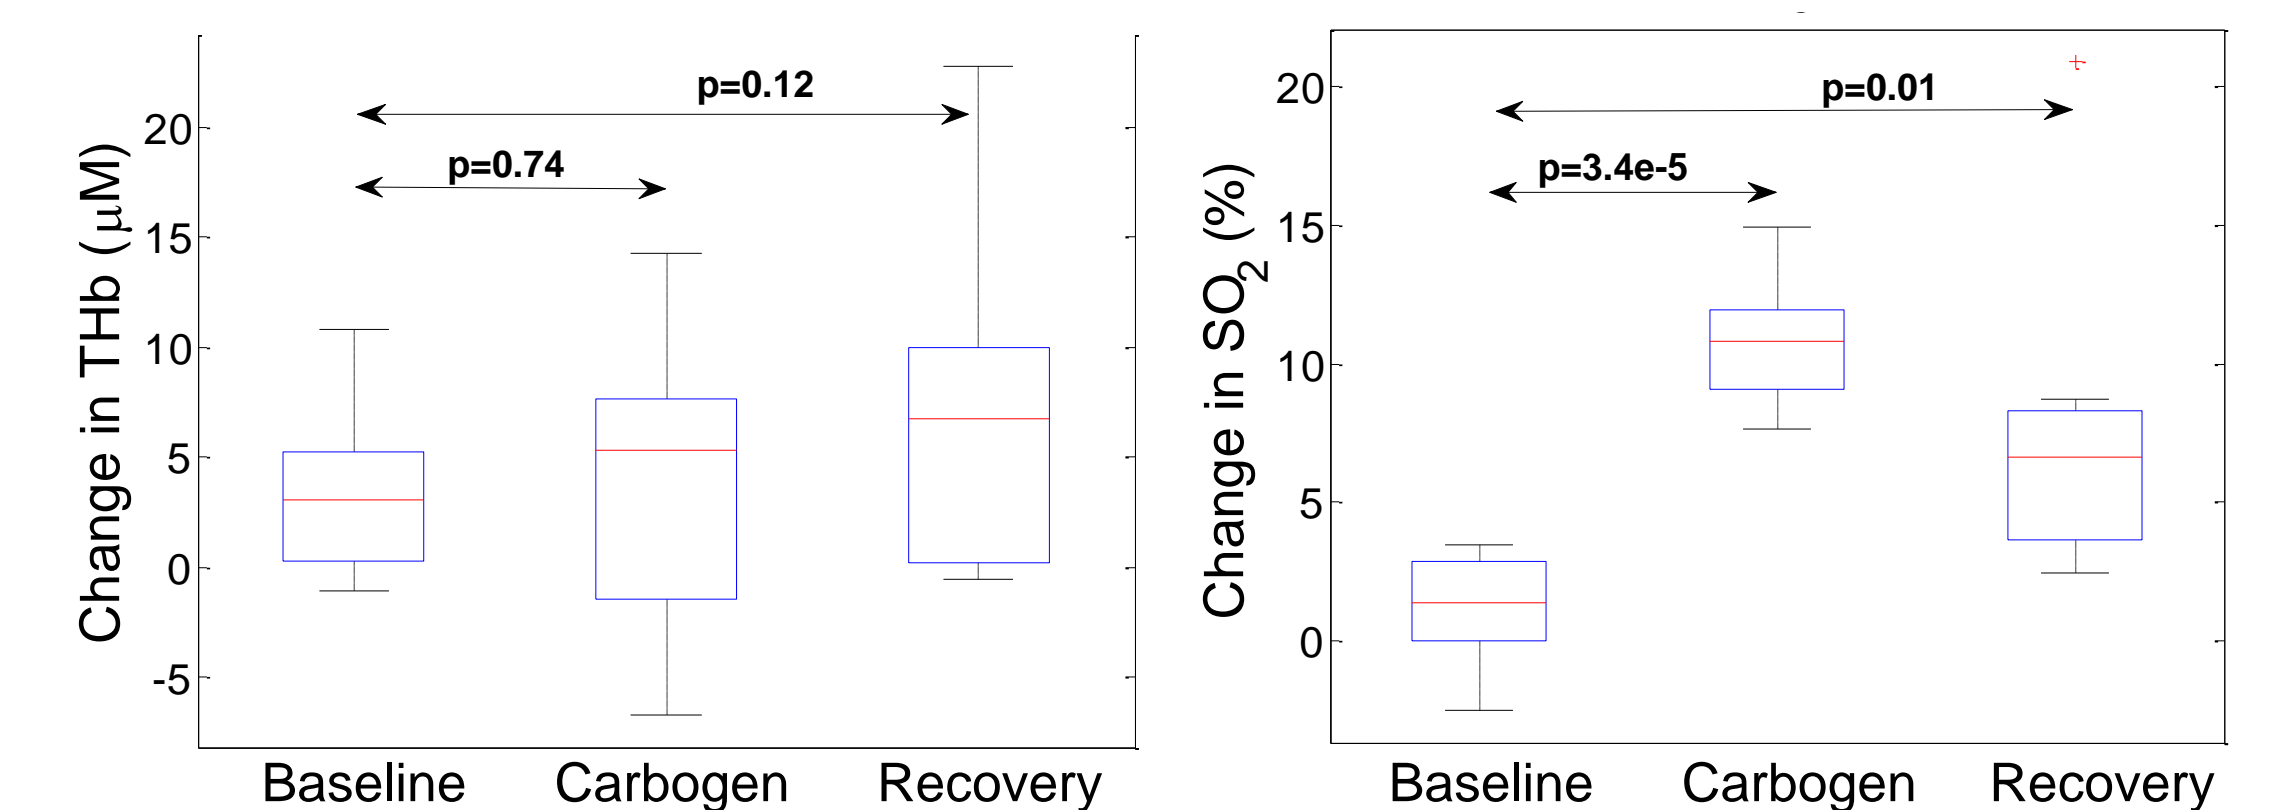 Change in THb (μM)
20
15
10
5
0
-5
p=0.12
p=0.74
Baseline Carbogen Recovery
Change in SO2 (%)
20
15
10
5
0
p=0.01
p=3.4e-5
Baseline Carbogen Recovery